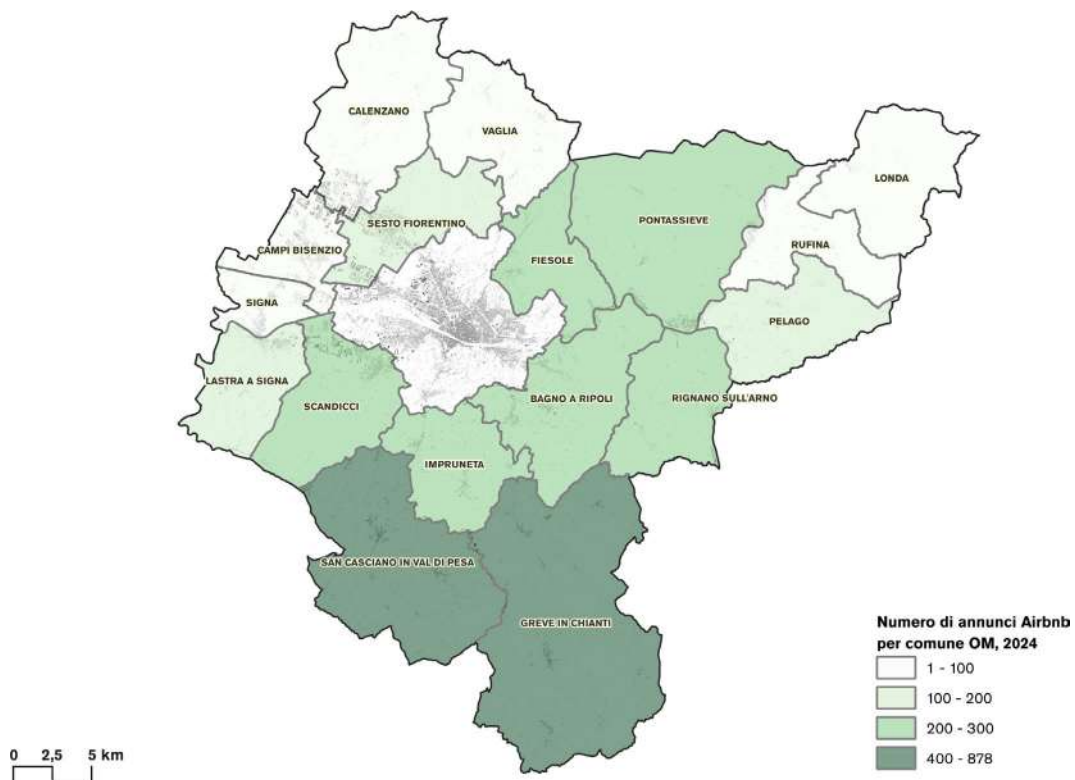 CALENZANO
VAGLIA
LONDA
SESTO FIORENTINO
PONTASSIEVE
CAMPI BISENZIO
RUFINA
FIESOLE
SIGNA
PELAGO
LASTRA A SIGNA
BAGNO A RIPOLI
RIGNANO SULL'ARNO
SCANDICCI
IMPRUNETA
SAN CASCIANO IN VAL DI PESA
GREVE IN CHIANTI
Numero di annunci Airbnb
per comune OM, 2024
1 - 100
100 - 200
200 - 300
400 - 878
0 2,5 5 km